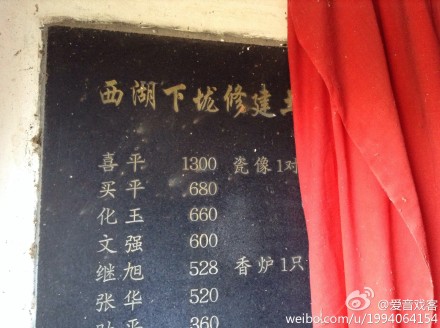 西湖下垅修建
喜平 1300 瓷像1对
买平 680
化玉 660
文强 600
继旭 528 香炉1只
张华 520
平 360
@爱音戏客
weibo.com/u/1994064154